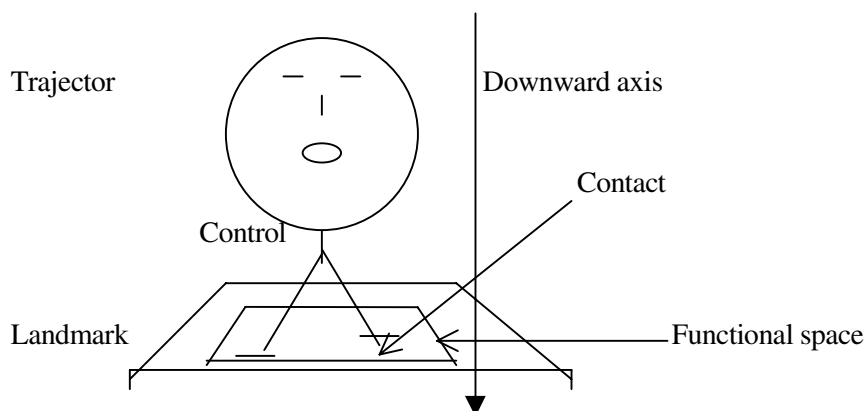 Trajector
Downward axis
Contact
Control
Landmark
Functional space